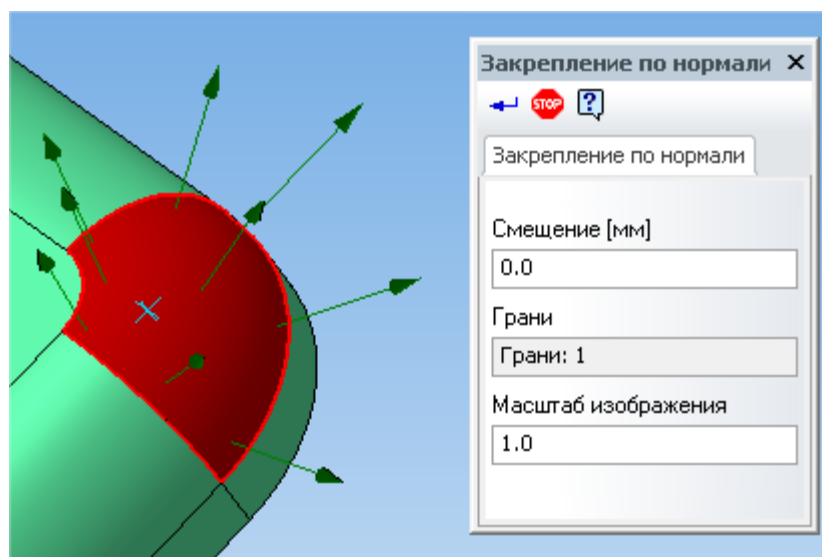 Закрепление по нормали
STOP
Закрепление по нормали
Смещение [мм]
0.0
Грани
Грани: 1
Масштаб изображения
1.0